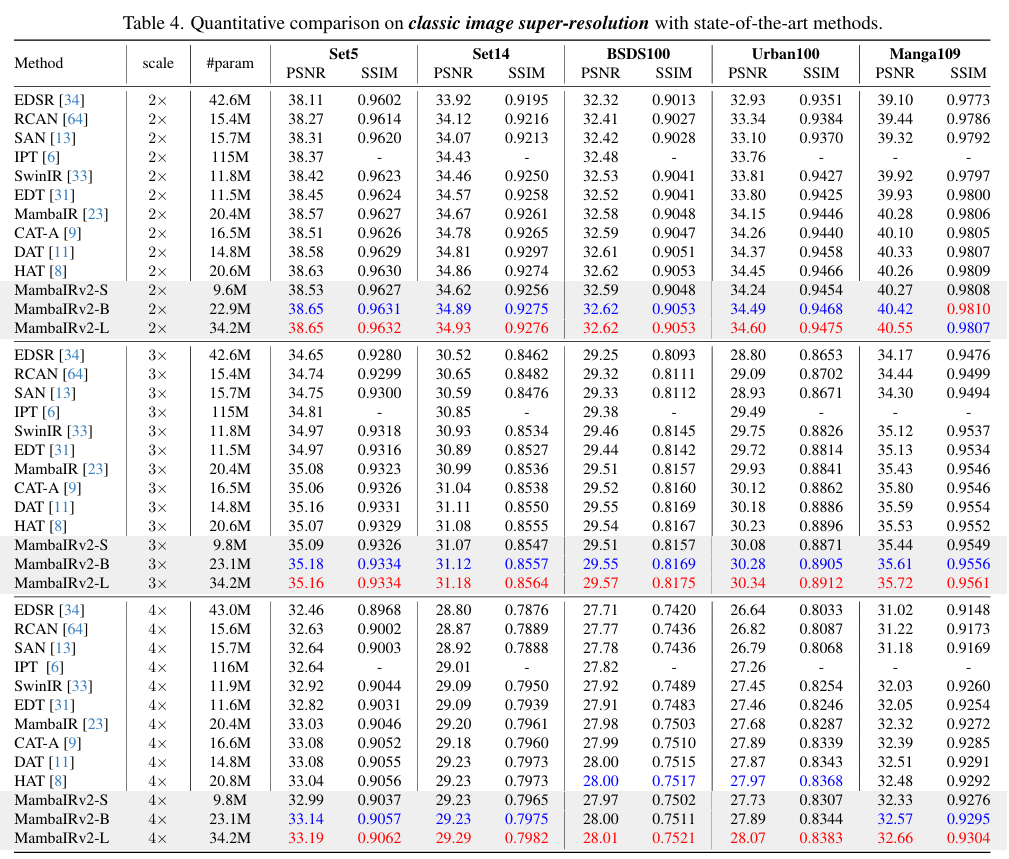 Table 4. Quantitative comparison on classic image super-resolution with state-of-the-art methods.
Method scale #param Set5 Set14 BSDS100 Urban100 Manga109
PSNR SSIM PSNR SSIM PSNR SSIM PSNR SSIM PSNR SSIM
EDSR [34] 2× 42.6M 38.11 0.9602 33.92 0.9195 32.32 0.9013 32.93 0.9351 39.10 0.9773
RCAN [64] 2× 15.4M 38.27 0.9614 34.12 0.9216 32.41 0.9027 33.34 0.9384 39.44 0.9786
SAN [13] 2× 15.7M 38.31 0.9620 34.07 0.9213 32.42 0.9028 33.10 0.9370 39.32 0.9792
IPT [6] 2× 115M 38.37 - 34.43 - 32.48 - 33.76 - - -
SwinIR [33] 2× 11.8M 38.42 0.9623 34.46 0.9250 32.53 0.9041 33.81 0.9427 39.92 0.9797
EDT [31] 2× 11.5M 38.45 0.9624 34.57 0.9258 32.52 0.9041 33.80 0.9425 39.93 0.9800
MambaIR [23] 2× 20.4M 38.57 0.9627 34.67 0.9261 32.58 0.9048 34.15 0.9446 40.28 0.9806
CAT-A [9] 2× 16.5M 38.51 0.9626 34.78 0.9265 32.59 0.9047 34.26 0.9440 40.10 0.9805
DAT [11] 2× 14.8M 38.58 0.9629 34.81 0.9297 32.61 0.9051 34.37 0.9458 40.33 0.9807
HAT [8] 2× 20.6M 38.63 0.9630 34.86 0.9274 32.62 0.9053 34.45 0.9466 40.26 0.9809
MambaIRv2-S 2× 9.6M 38.53 0.9627 34.62 0.9256 32.59 0.9048 34.24 0.9454 40.27 0.9808
MambaIRv2-B 2× 22.9M 38.65 0.9631 34.89 0.9275 32.62 0.9053 34.49 0.9468 40.42 0.9810
MambaIRv2-L 2× 34.2M 38.65 0.9632 34.93 0.9276 32.62 0.9053 34.60 0.9475 40.55 0.9807
EDSR [34] 3× 42.6M 34.65 0.9280 30.52 0.8462 29.25 0.8093 28.80 0.8653 34.17 0.9476
RCAN [64] 3× 15.4M 34.74 0.9299 30.65 0.8482 29.32 0.8111 29.09 0.8702 34.44 0.9499
SAN [13] 3× 15.7M 34.75 0.9300 30.59 0.8476 29.33 0.8112 28.93 0.8671 34.30 0.9494
IPT [6] 3× 115M 34.81 - 30.85 - 29.38 - 29.49 - - -
SwinIR [33] 3× 11.8M 34.97 0.9318 30.93 0.8534 29.46 0.8145 29.75 0.8826 35.12 0.9537
EDT [31] 3× 11.5M 34.97 0.9316 30.89 0.8527 29.44 0.8142 29.72 0.8814 35.13 0.9534
MambaIR [23] 3× 20.4M 35.08 0.9323 30.99 0.8536 29.51 0.8157 29.93 0.8841 35.43 0.9546
CAT-A [9] 3× 16.5M 35.06 0.9326 31.04 0.8538 29.52 0.8160 30.12 0.8862 35.80 0.9546
DAT [11] 3× 14.8M 35.16 0.9331 31.11 0.8550 29.55 0.8169 30.18 0.8886 35.59 0.9554
HAT [8] 3× 20.6M 35.07 0.9329 31.08 0.8555 29.54 0.8167 30.23 0.8896 35.53 0.9552
MambaIRv2-S 3× 9.8M 35.09 0.9326 31.07 0.8547 29.51 0.8157 30.08 0.8871 35.44 0.9549
MambaIRv2-B 3× 23.1M 35.18 0.9334 31.12 0.8557 29.55 0.8169 30.28 0.8905 35.61 0.9556
MambaIRv2-L 3× 34.2M 35.16 0.9334 31.18 0.8564 29.57 0.8175 30.34 0.8912 35.72 0.9561
EDSR [34] 4× 43.0M 32.46 0.8968 28.80 0.7876 27.71 0.7420 26.64 0.8033 31.02 0.9148
RCAN [64] 4× 15.6M 32.63 0.9002 28.87 0.7889 27.77 0.7436 26.82 0.8087 31.22 0.9173
SAN [13] 4× 15.7M 32.64 0.9003 28.92 0.7888 27.78 0.7436 26.79 0.8068 31.18 0.9169
IPT [6] 4× 116M 32.64 - 29.01 - 27.82 - 27.26 - - -
SwinIR [33] 4× 11.9M 32.92 0.9044 29.09 0.7950 27.92 0.7489 27.45 0.8254 32.03 0.9260
EDT [31] 4× 11.6M 32.82 0.9031 29.09 0.7939 27.91 0.7483 27.46 0.8246 32.05 0.9254
MambaIR [23] 4× 20.4M 33.03 0.9046 29.20 0.7961 27.98 0.7503 27.68 0.8287 32.32 0.9272
CAT-A [9] 4× 16.6M 33.08 0.9052 29.18 0.7960 27.99 0.7510 27.89 0.8339 32.39 0.9285
DAT [11] 4× 14.8M 33.08 0.9055 29.23 0.7973 28.00 0.7515 27.87 0.8343 32.51 0.9291
HAT [8] 4× 20.8M 33.04 0.9056 29.23 0.7973 28.00 0.7517 27.97 0.8368 32.48 0.9292
MambaIRv2-S 4× 9.8M 32.99 0.9037 29.23 0.7965 27.97 0.7502 27.73 0.8307 32.33 0.9276
MambaIRv2-B 4× 23.1M 33.14 0.9057 29.23 0.7975 28.00 0.7511 27.89 0.8344 32.57 0.9295
MambaIRv2-L 4× 34.2M 33.19 0.9062 29.29 0.7982 28.01 0.7521 28.07 0.8383 32.66 0.9304